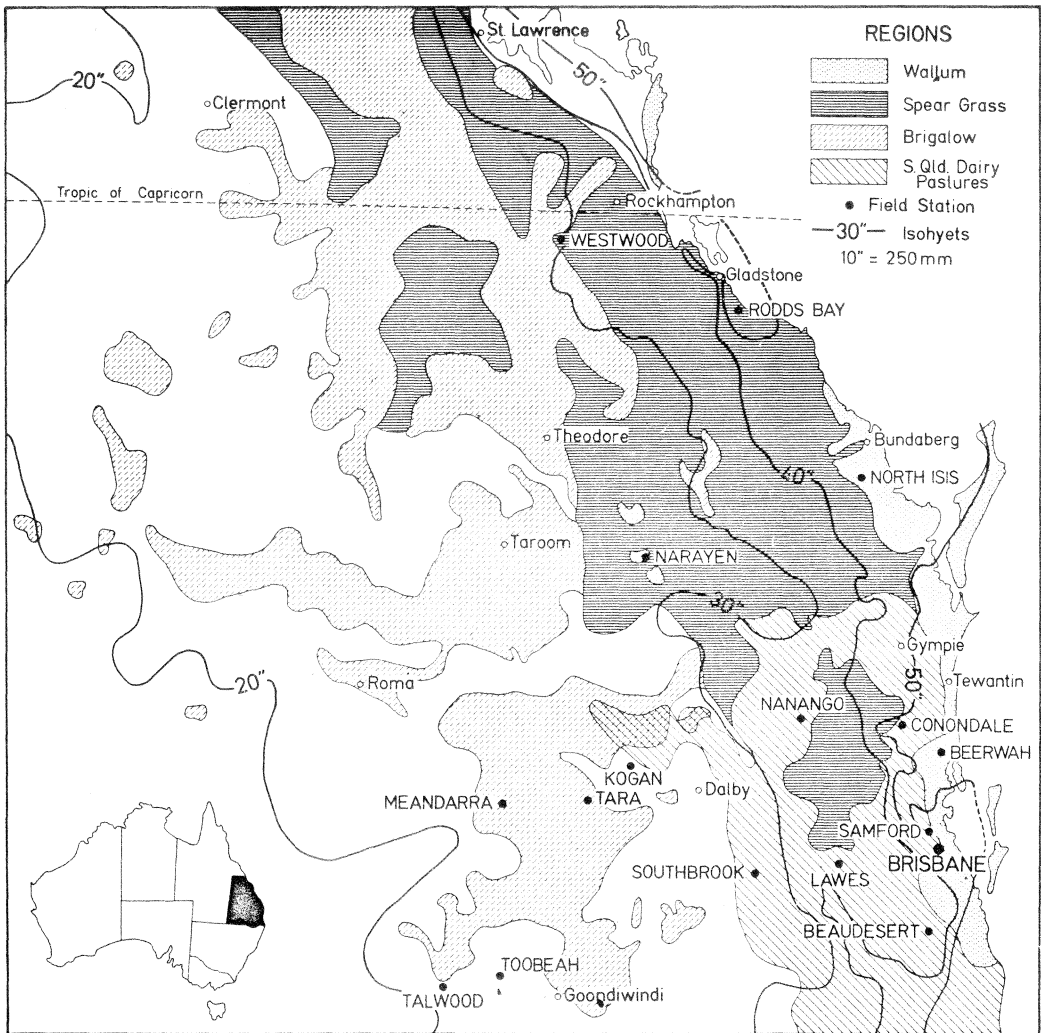 St. Lawrence
50"
REGIONS
20"
Wallum
Clermont
Spear Grass
Brigalow
S.Qld. Dairy
Pastures
Tropic of Capricorn
Rockhampton
Field Station
WESTWOOD
30"
Isohyets
10" = 250mm
Gladstone
RODDS BAY
Theodore
Bundaberg
40"
NORTH ISIS
Taroom
NARAYEN
30"
Gympie
Roma
20"
50"
Tewantin
NANANGO
CONONDALE
BEERWAH
KOGAN
Dalby
MEANDARRA
TARA
SAMFORD
BRISBANE
SOUTHBROOK
LAWES
BEAUDESERT
TOOBEAH
TALWOOD
Goondiwindi